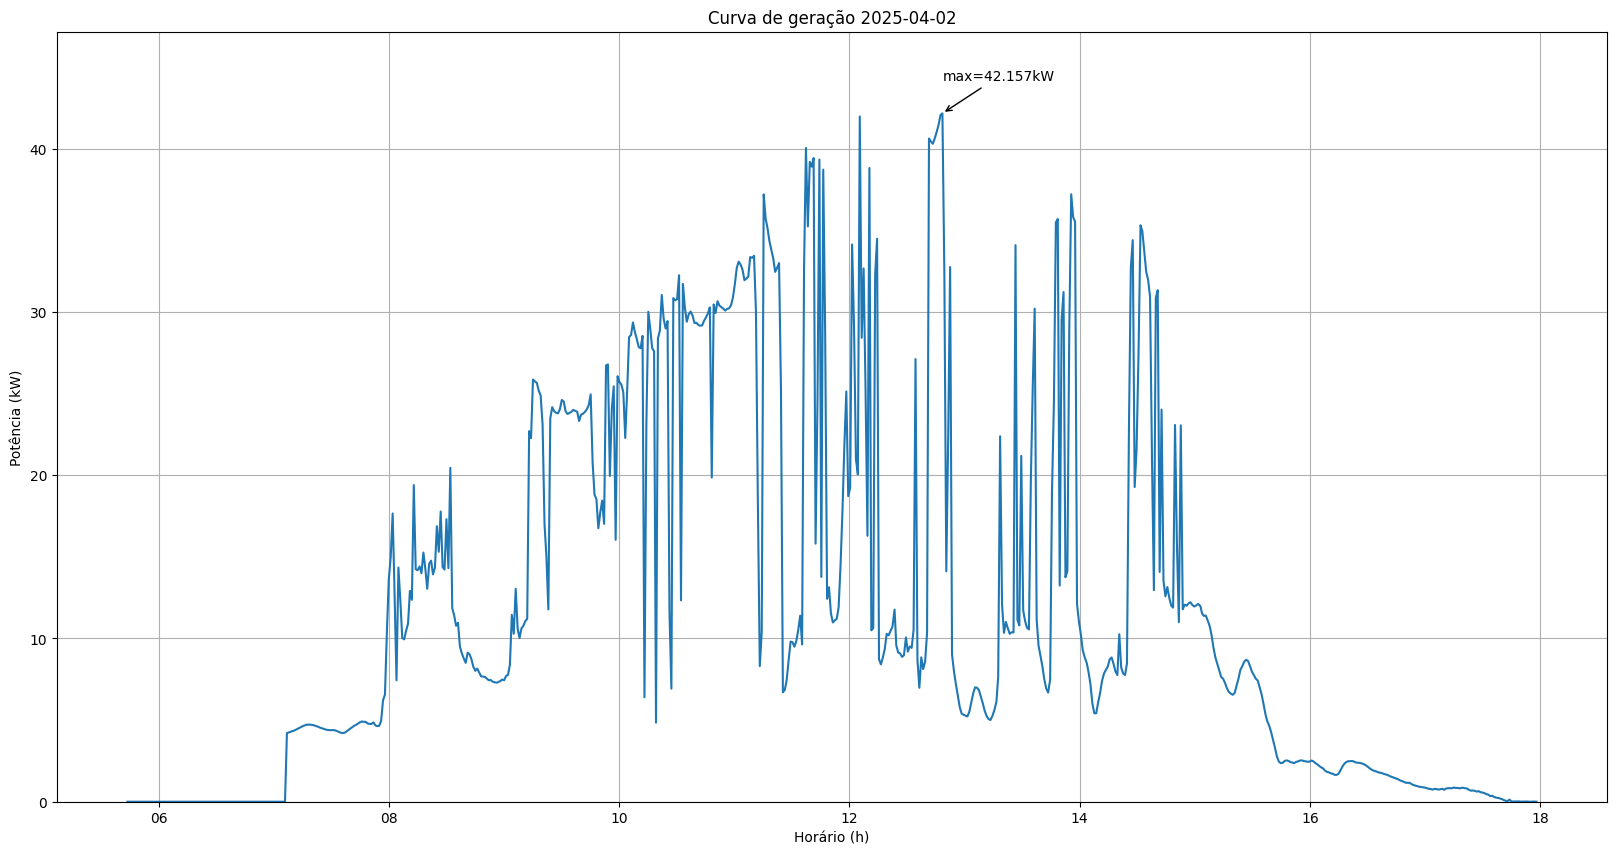 Curva de geração 2025-04-02
max=42.157kW
Potência (kW)
40
30
20
10
0
06 08 10 12 14 16 18
Horário (h)